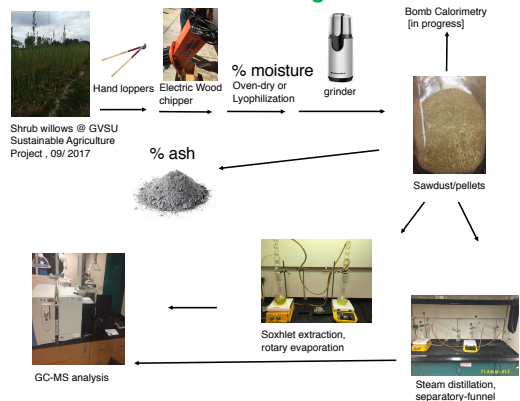 Bomb Calorimetry
[in progress]
Hand loppers
Electric Wood
chipper
% moisture
Oven-dry or
Lyophilization
grinder
Shrub willows @ GVSU
Sustainable Agriculture
Project , 09/ 2017
% ash
Sawdust/pellets
Soxhlet extraction,
rotary evaporation
GC-MS analysis
Steam distillation,
separatory-funnel